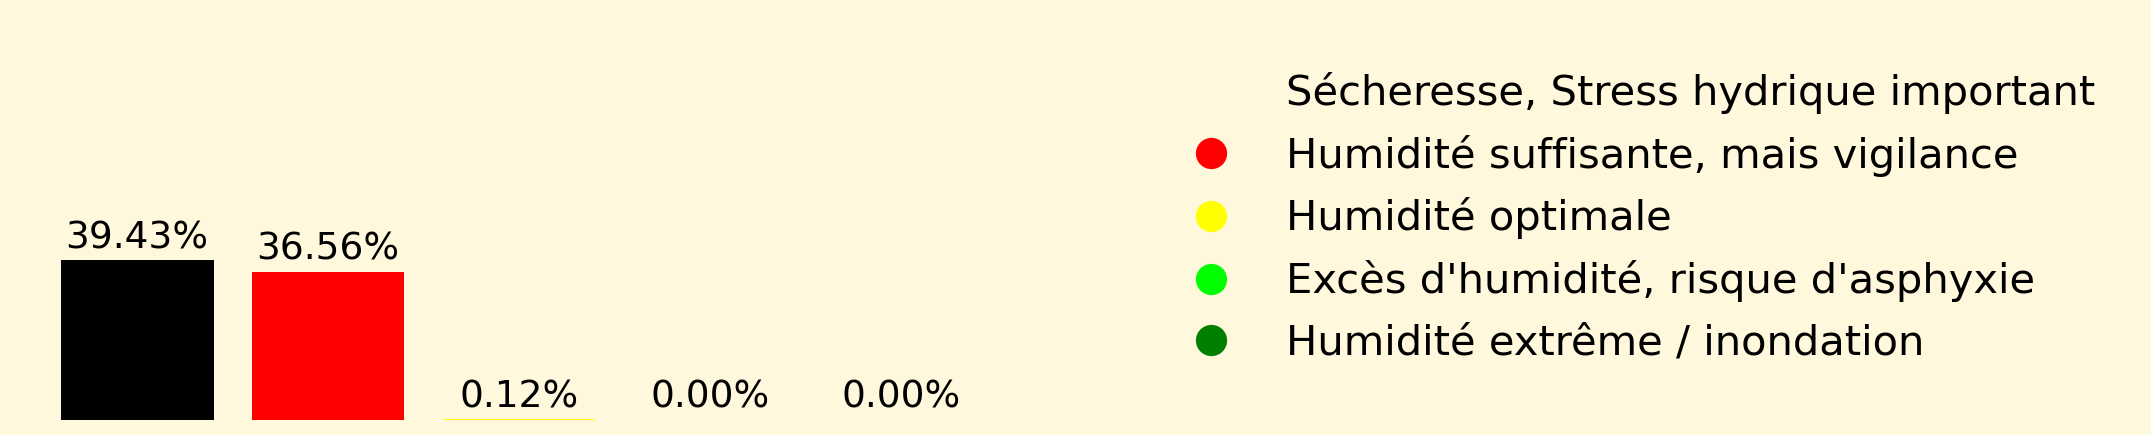 39.43%
36.56%
0.12%
0.00%
0.00%
Sécheresse, Stress hydrique important
Humidité suffisante, mais vigilance
Humidité optimale
Excès d'humidité, risque d'asphyxie
Humidité extrême / inondation